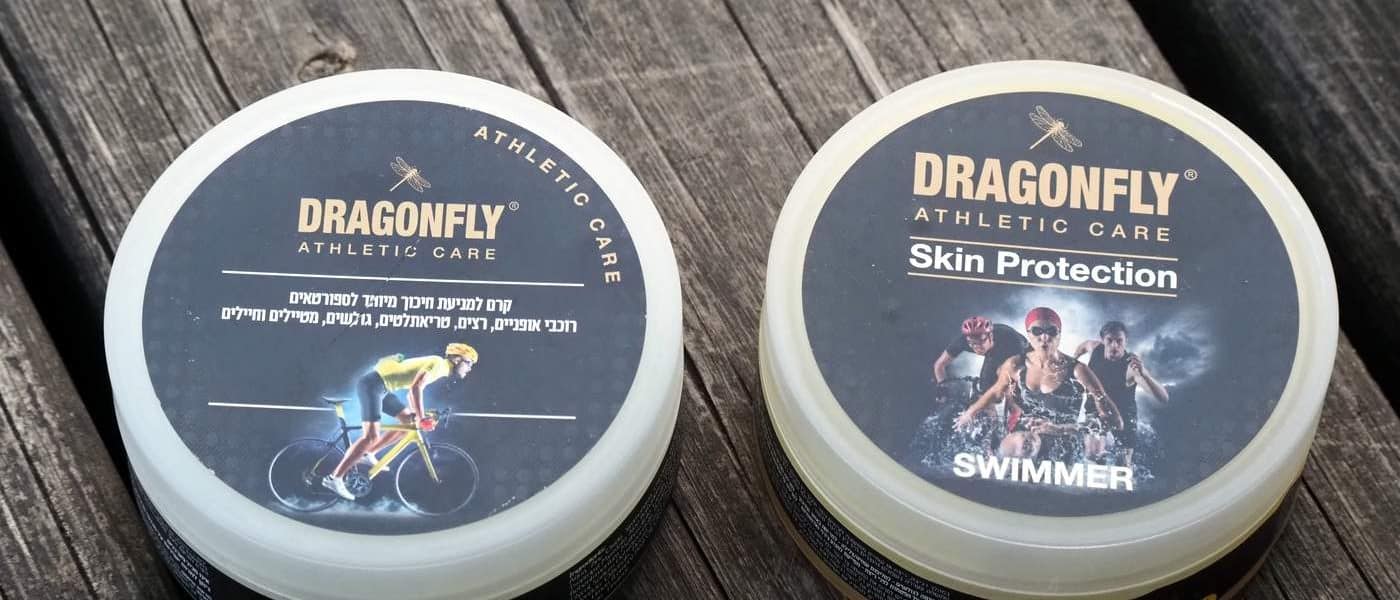 ATHLETIC CARE
DRAGONFLY®
ATHLETIC CARE
קרם למניעת חיכוך מיועד לספורטאים
רוכבי אופניים, רצים, טריאתלטים, גולשים, מטיילים וחיילים
DRAGONFLY®
ATHLETIC CARE
Skin Protection
SWIMMER